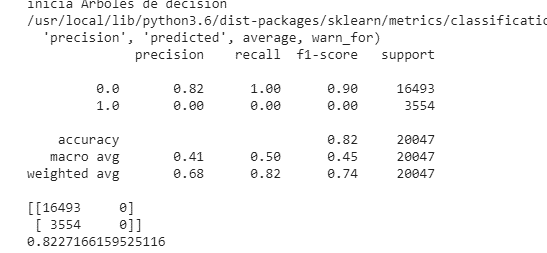 inicia Arboles de decision
/usr/local/lib/python3.6/dist-packages/sklearn/metrics/classificatio
'precision', 'predicted', average, warn_for)
precision recall f1-score support
0.0 0.82 1.00 0.90 16493
1.0 0.00 0.00 0.00 3554
accuracy 0.82 20047
macro avg 0.41 0.50 0.45 20047
weighted avg 0.68 0.82 0.74 20047
[[16493 0]
[ 3554 0]]
0.8227166159525116